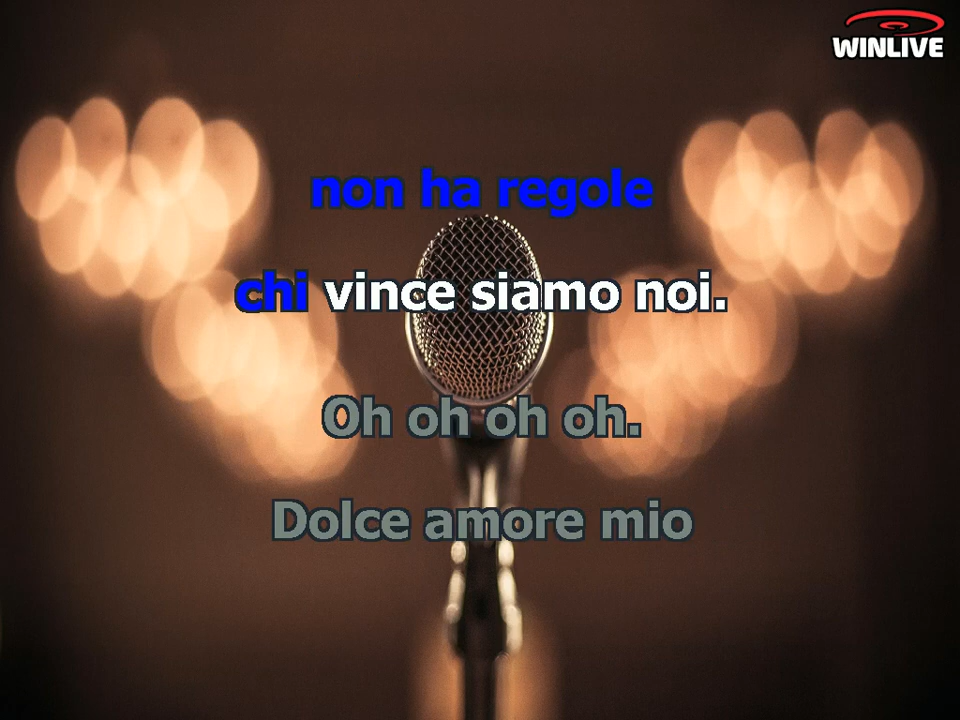 WINLIVE
non ha regole
chi vince siamo noi.
Oh oh oh oh.
Dolce amore mio